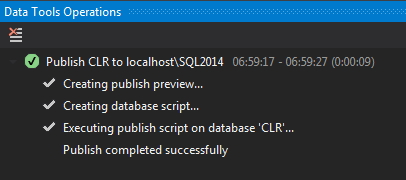 Data Tools Operations
Publish CLR to localhost\SQL2014 06:59:17 - 06:59:27 (0:00:09)
Creating publish preview...
Creating database script...
Executing publish script on database 'CLR'...
Publish completed successfully